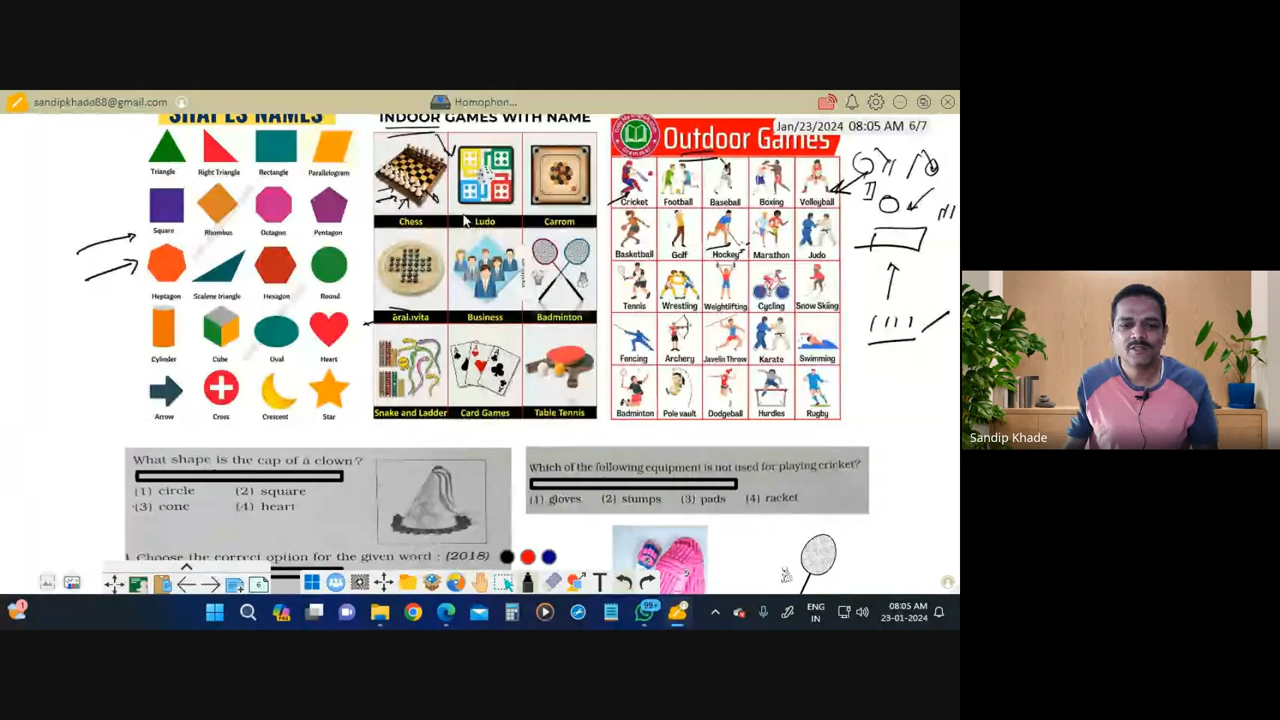 sandipkhade88@gmail.com
Homophon...
SHAPES NAMES
Triangle
Right Triangle
Rectangle
Parallelogram
Square
Rhombus
Octagon
Pentagon
Heptagon
Scalene triangle
Hexagon
Round
Cylinder
Cube
Oval
Heart
Arrow
Cross
Crescent
Star
INDOOR GAMES WITH NAME
Chess
Ludo
Carrom
Business
Badminton
Snake and Ladder
Card Games
Table Tennis
Outdoor Games
Jan/23/2024 08:05 AM 6/7
Cricket
Football
Baseball
Boxing
Volleyball
Basketball
Golf
Hockey
Marathon
Judo
Tennis
Wrestling
Weightlifting
Cycling
Snow Skiing
Fencing
Archery
Javelin Throw
Karate
Swimming
Badminton
Pole vault
Dodgeball
Hurdles
Rugby
What shape is the cap of a clown?
(1) circle (2) square
(3) cone (4) heart
Choose the correct option for the given word : (2018)
Which of the following equipment is not used for playing cricket?
(1) gloves (2) stumps (3) pads (4) racket
Sandip Khade
99+
ENG
IN
08:05 AM
23-01-2024